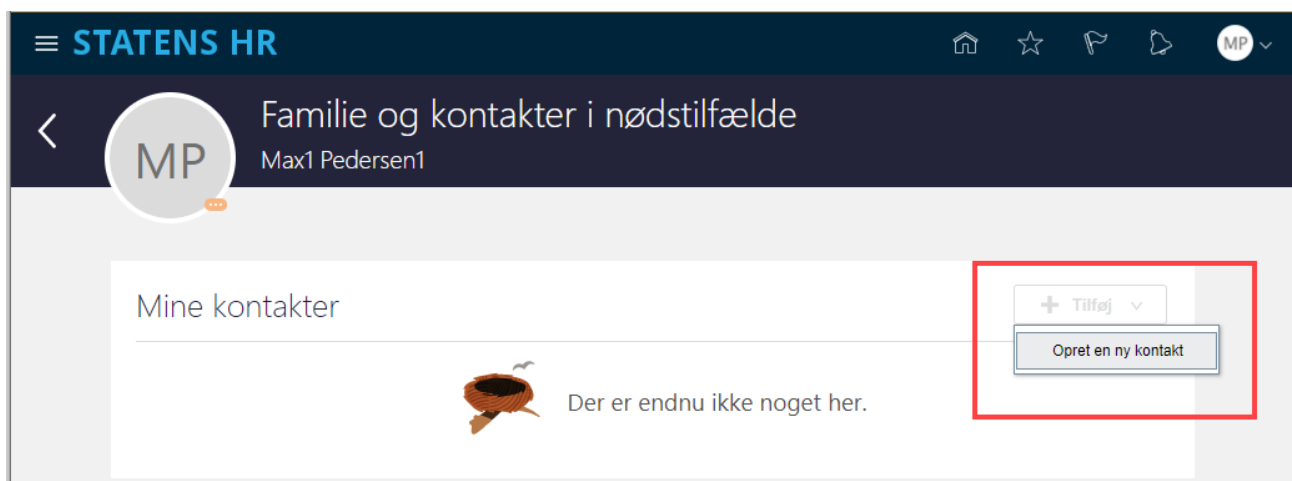 STATENS HR
MP
Familie og kontakter i nødstilfælde
MP
Max1 Pedersen1
Mine kontakter
Tilføj
Opret en ny kontakt
Der er endnu ikke noget her.